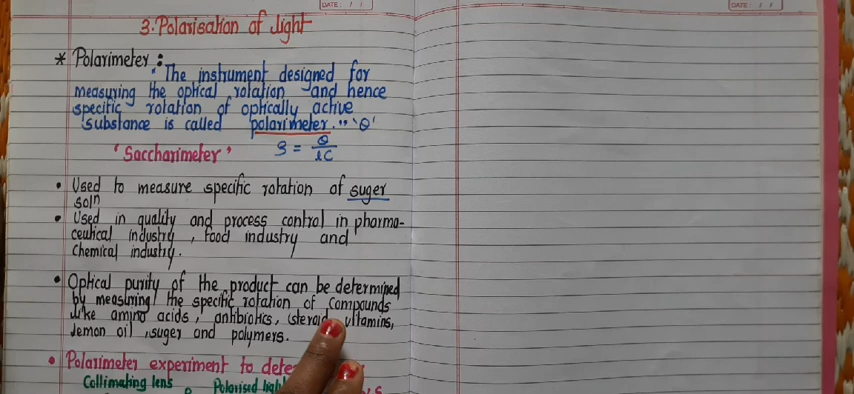 DATE: / /
DATE: / /
3. Polarisation of light
* Polarimeter :
" The instrument designed for
measuring the optical rotation and hence
specific rotation of optically active
substance is called polarimeter. " 'θ'
'Saccharimeter' S = θ / lC
• Used to measure specific rotation of suger
soln
• Used in quality and process control in pharma-
ceutical industry, food industry and
Chemical industry.
• Optical purity of the product can be determined
by measuring the specific rotation of Compounds
like amino acids, antibiotics, steroid vitamins,
lemon oil, suger and polymers.
• Polarimeter experiment to
Collimating lens Polarised